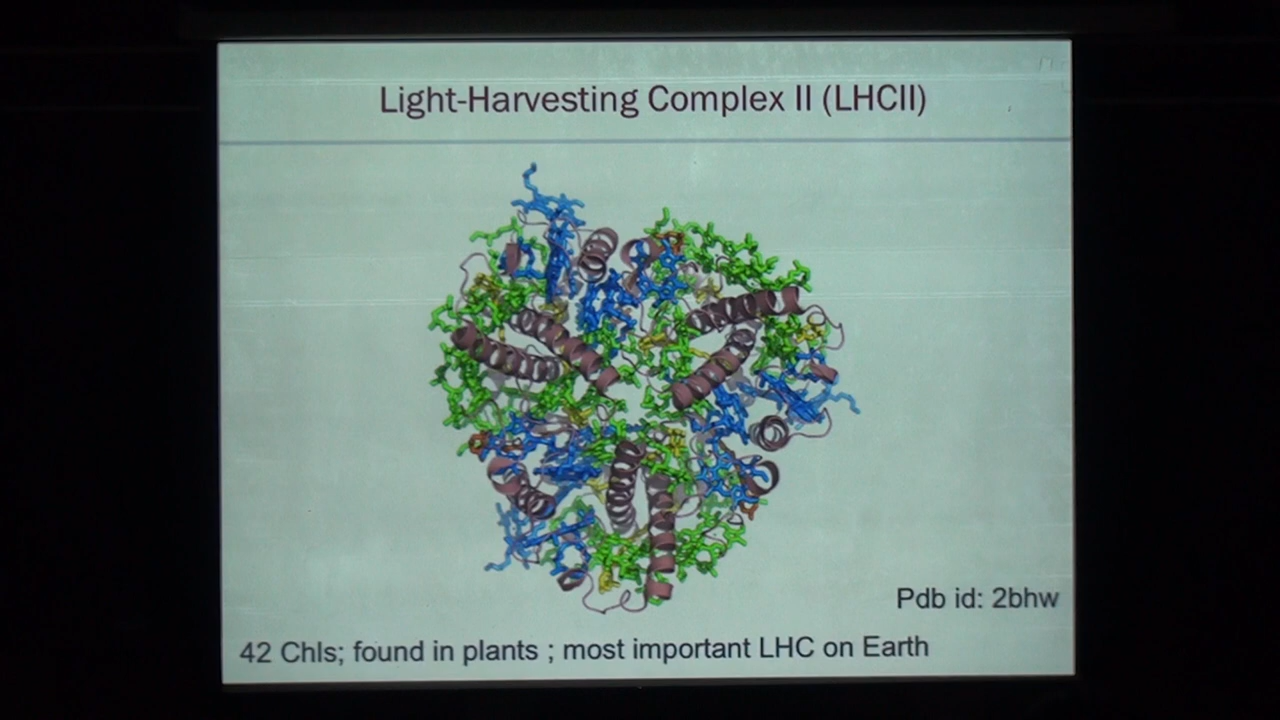 Light-Harvesting Complex II (LHCII)
Pdb id: 2bhw
42 Chls; found in plants ; most important LHC on Earth